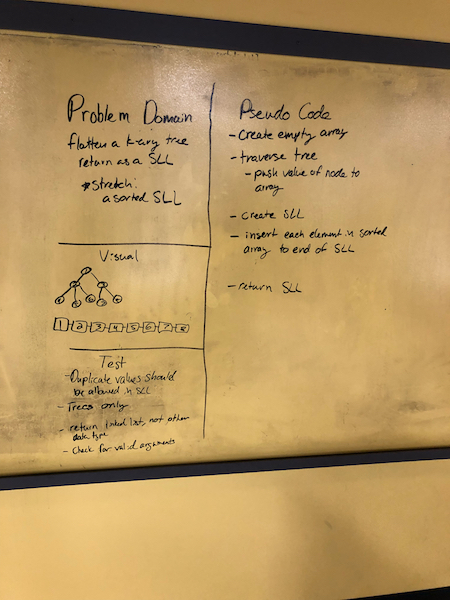 Problem Domain
flatten a k-ary tree
return as a SLL
*Stretch:
a sorted SLL
Visual
1 2 3 4 5 6 7 8
Test
- Duplicate values should
be allowed in SLL
- Trees only
- return linked list, not other
data type
- Check for valid arguments
Pseudo Code
- Create empty array
- traverse tree
- push value of node to
array
- create SLL
- insert each element in sorted
array to end of SLL
- return SLL